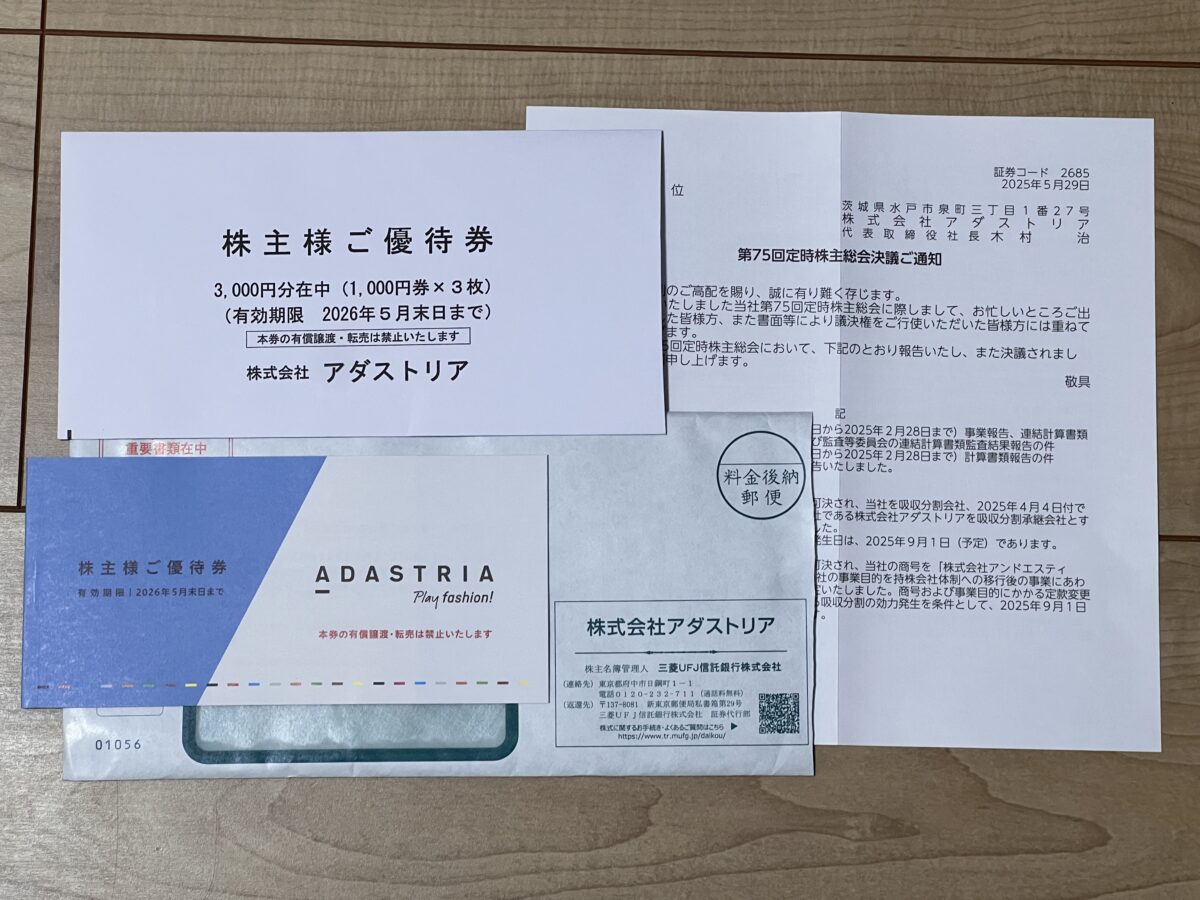 株主様ご優待券
3,000円分在中（1,000円券×3枚）
（有効期限 2026年5月末日まで）
本券の有償譲渡・転売は禁止いたします
株式会社 アダストリア
証券コード 2685
2025年5月29日
位
茨城県水戸市泉町三丁目1番27号
株式会社アダストリア
代表取締役社長 木村 治
第75回定時株主総会決議ご通知
のご高配を賜り、誠に有り難く存じます。
いたしました当社第75回定時株主総会に際しまして、お忙しいところご出
た皆様方、また書面等により議決権をご行使いただいた皆様方には重ねて
ます。
5回定時株主総会において、下記のとおり報告いたし、また決議されまし
申し上げます。
敬具
記
日から2025年2月28日まで）事業報告、連結計算書類
び監査等委員会の連結計算書類監査結果報告の件
日から2025年2月28日まで）計算書類報告の件
告いたしました。
可決され、当社を吸収分割会社、2025年4月4日付で
社である株式会社アダストリアを吸収分割承継会社とす
した。
発生日は、2025年9月1日（予定）であります。
可決され、当社の商号を「株式会社アンドエスティ
社の事業目的を持株会社体制への移行後の事業にあわ
定いたしました。商号および事業目的にかかる定款変更
吸収分割の効力発生を条件として、2025年9月1日
す。
重要書類在中
料金後納
郵便
株主様ご優待券
有効期限｜2026年5月末日まで
ADASTRIA
Play fashion!
本券の有償譲渡・転売は禁止いたします
株式会社アダストリア
株主名簿管理人 三菱UFJ信託銀行株式会社
（連絡先）東京都府中市日鋼町1－1
電話0120－232－711（通話料無料）
（返還先）〒137-8081 新東京郵便局私書箱第29号
三菱UFJ信託銀行株式会社 証券代行部
株式に関するお手続き・よくあるご質問はこちら ▶
https://www.tr.mufg.jp/daikou/
01056